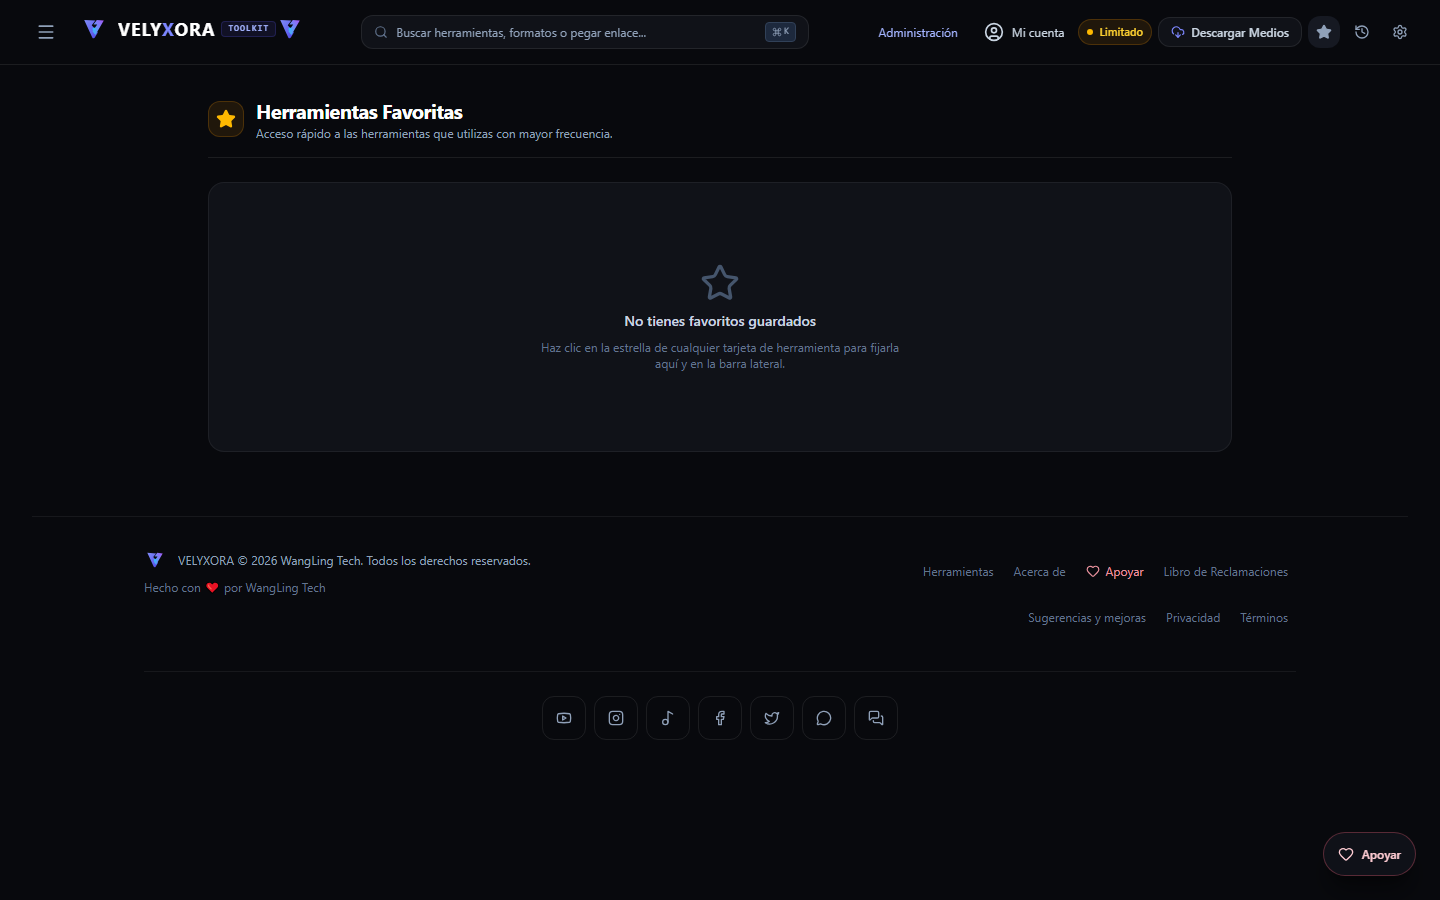 VELYXORA TOOLKIT
Buscar herramientas, formatos o pegar enlace...
⌘K
Administración
Mi cuenta
Limitado
Descargar Medios
Herramientas Favoritas
Acceso rápido a las herramientas que utilizas con mayor frecuencia.
No tienes favoritos guardados
Haz clic en la estrella de cualquier tarjeta de herramienta para fijarla
aquí y en la barra lateral.
VELYXORA © 2026 WangLing Tech. Todos los derechos reservados.
Hecho con ❤ por WangLing Tech
Herramientas
Acerca de
Apoyar
Libro de Reclamaciones
Sugerencias y mejoras
Privacidad
Términos
Apoyar